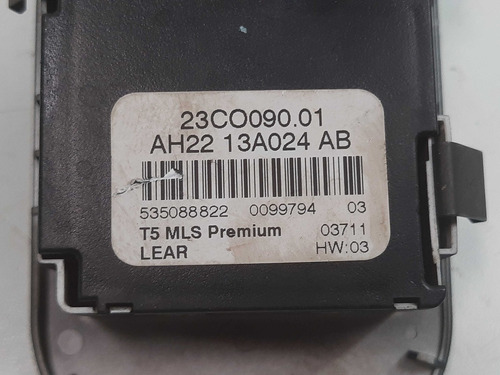 23CO090.01
AH22 13A024 AB
535088822 0099794 03
T5 MLS Premium 03711
LEAR HW:03